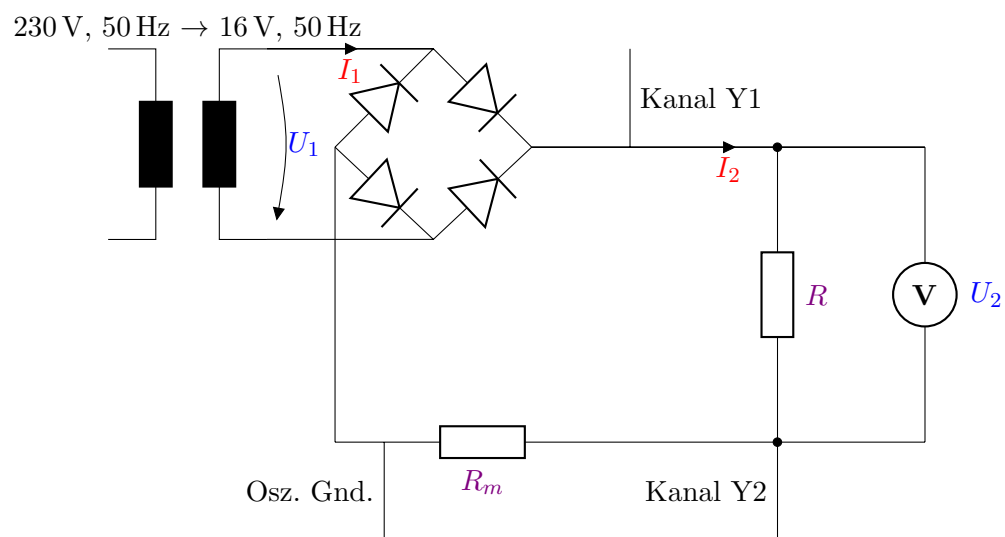 230 V, 50 Hz → 16 V, 50 Hz
I₁
Kanal Y1
U₁
I₂
R
V
U₂
Rₘ
Osz. Gnd.
Kanal Y2